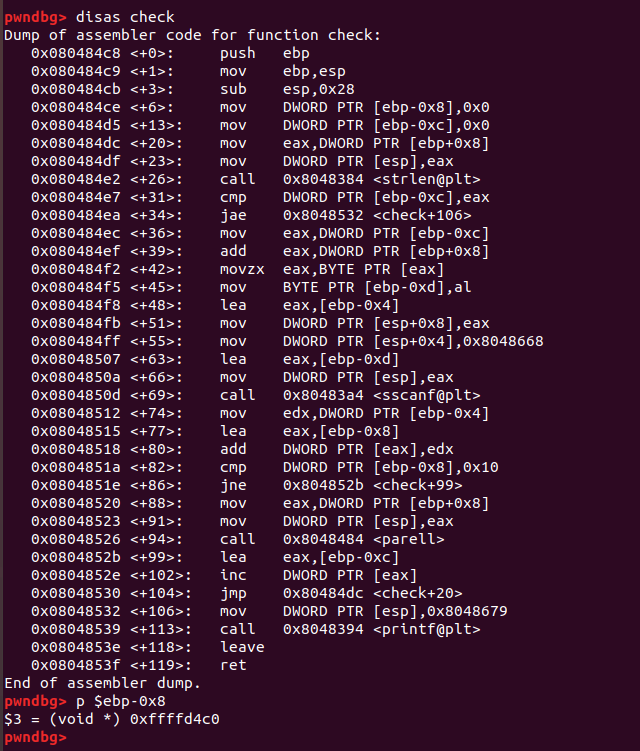 pwndbg> disas check
Dump of assembler code for function check:
   0x080484c8 <+0>:     push   ebp
   0x080484c9 <+1>:     mov    ebp,esp
   0x080484cb <+3>:     sub    esp,0x28
   0x080484ce <+6>:     mov    DWORD PTR [ebp-0x8],0x0
   0x080484d5 <+13>:    mov    DWORD PTR [ebp-0xc],0x0
   0x080484dc <+20>:    mov    eax,DWORD PTR [ebp+0x8]
   0x080484df <+23>:    mov    DWORD PTR [esp],eax
   0x080484e2 <+26>:    call   0x8048384 <strlen@plt>
   0x080484e7 <+31>:    cmp    DWORD PTR [ebp-0xc],eax
   0x080484ea <+34>:    jae    0x8048532 <check+106>
   0x080484ec <+36>:    mov    eax,DWORD PTR [ebp-0xc]
   0x080484ef <+39>:    add    eax,DWORD PTR [ebp+0x8]
   0x080484f2 <+42>:    movzx  eax,BYTE PTR [eax]
   0x080484f5 <+45>:    mov    BYTE PTR [ebp-0xd],al
   0x080484f8 <+48>:    lea    eax,[ebp-0x4]
   0x080484fb <+51>:    mov    DWORD PTR [esp+0x8],eax
   0x080484ff <+55>:    mov    DWORD PTR [esp+0x4],0x8048668
   0x08048507 <+63>:    lea    eax,[ebp-0xd]
   0x0804850a <+66>:    mov    DWORD PTR [esp],eax
   0x0804850d <+69>:    call   0x80483a4 <sscanf@plt>
   0x08048512 <+74>:    mov    edx,DWORD PTR [ebp-0x4]
   0x08048515 <+77>:    lea    eax,[ebp-0x8]
   0x08048518 <+80>:    add    DWORD PTR [eax],edx
   0x0804851a <+82>:    cmp    DWORD PTR [ebp-0x8],0x10
   0x0804851e <+86>:    jne    0x804852b <check+99>
   0x08048520 <+88>:    mov    eax,DWORD PTR [ebp+0x8]
   0x08048523 <+91>:    mov    DWORD PTR [esp],eax
   0x08048526 <+94>:    call   0x8048484 <parell>
   0x0804852b <+99>:    lea    eax,[ebp-0xc]
   0x0804852e <+102>:   inc    DWORD PTR [eax]
   0x08048530 <+104>:   jmp    0x80484dc <check+20>
   0x08048532 <+106>:   mov    DWORD PTR [esp],0x8048679
   0x08048539 <+113>:   call   0x8048394 <printf@plt>
   0x0804853e <+118>:   leave
   0x0804853f <+119>:   ret
End of assembler dump.
pwndbg> p $ebp-0x8
$3 = (void *) 0xffffd4c0
pwndbg>